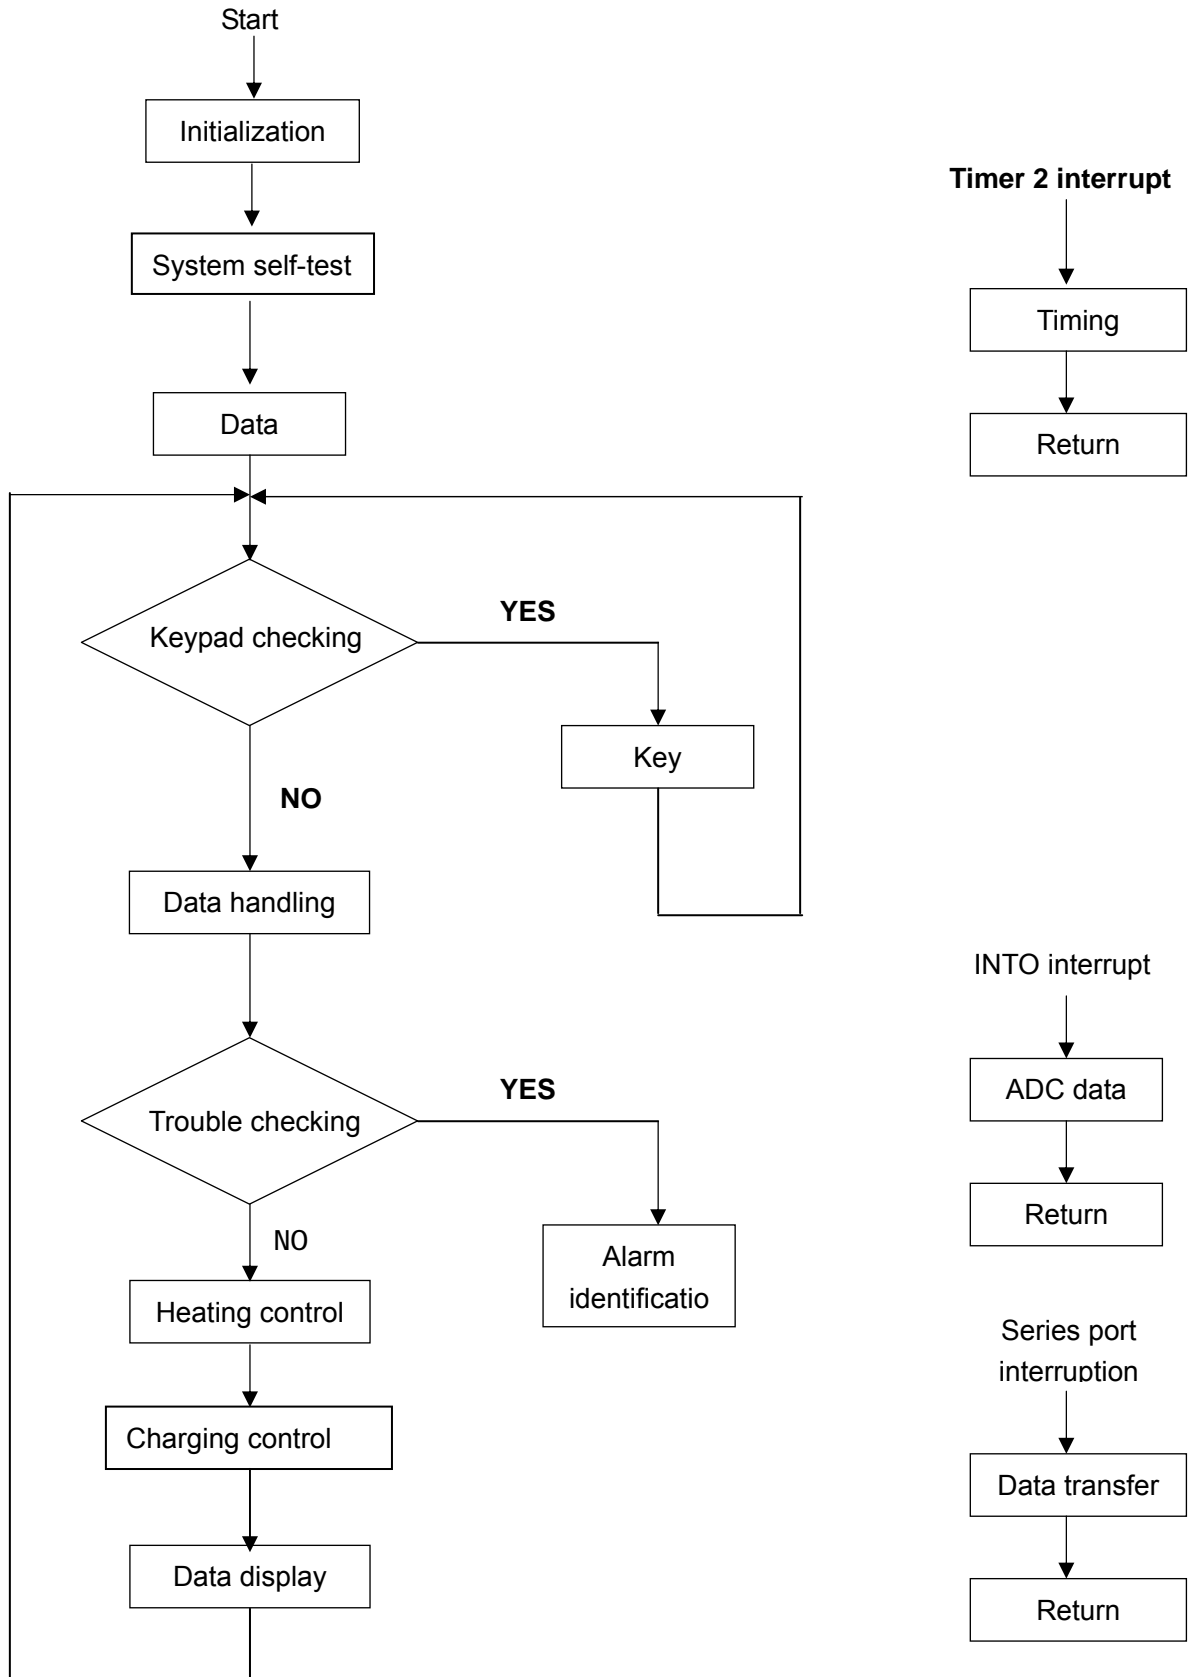 Start
Initialization
System self-test
Data
Keypad checking
YES
Key
NO
Data handling
Trouble checking
YES
Alarm
identificatio
NO
Heating control
Charging control
Data display
Timer 2 interrupt
Timing
Return
INTO interrupt
ADC data
Return
Series port
interruption
Data transfer
Return